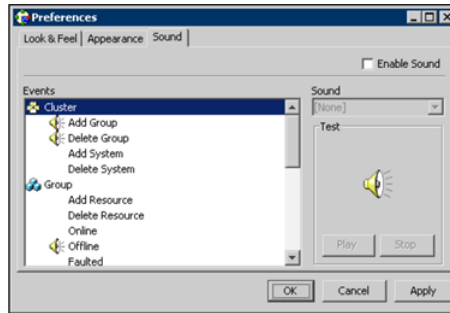 Preferences
Look & Feel Appearance Sound
Enable Sound
Events
Sound
Cluster
[None]
Add Group
Test
Delete Group
Add System
Delete System
Group
Add Resource
Delete Resource
Online
Offline
Play Stop
Faulted
OK Cancel Apply